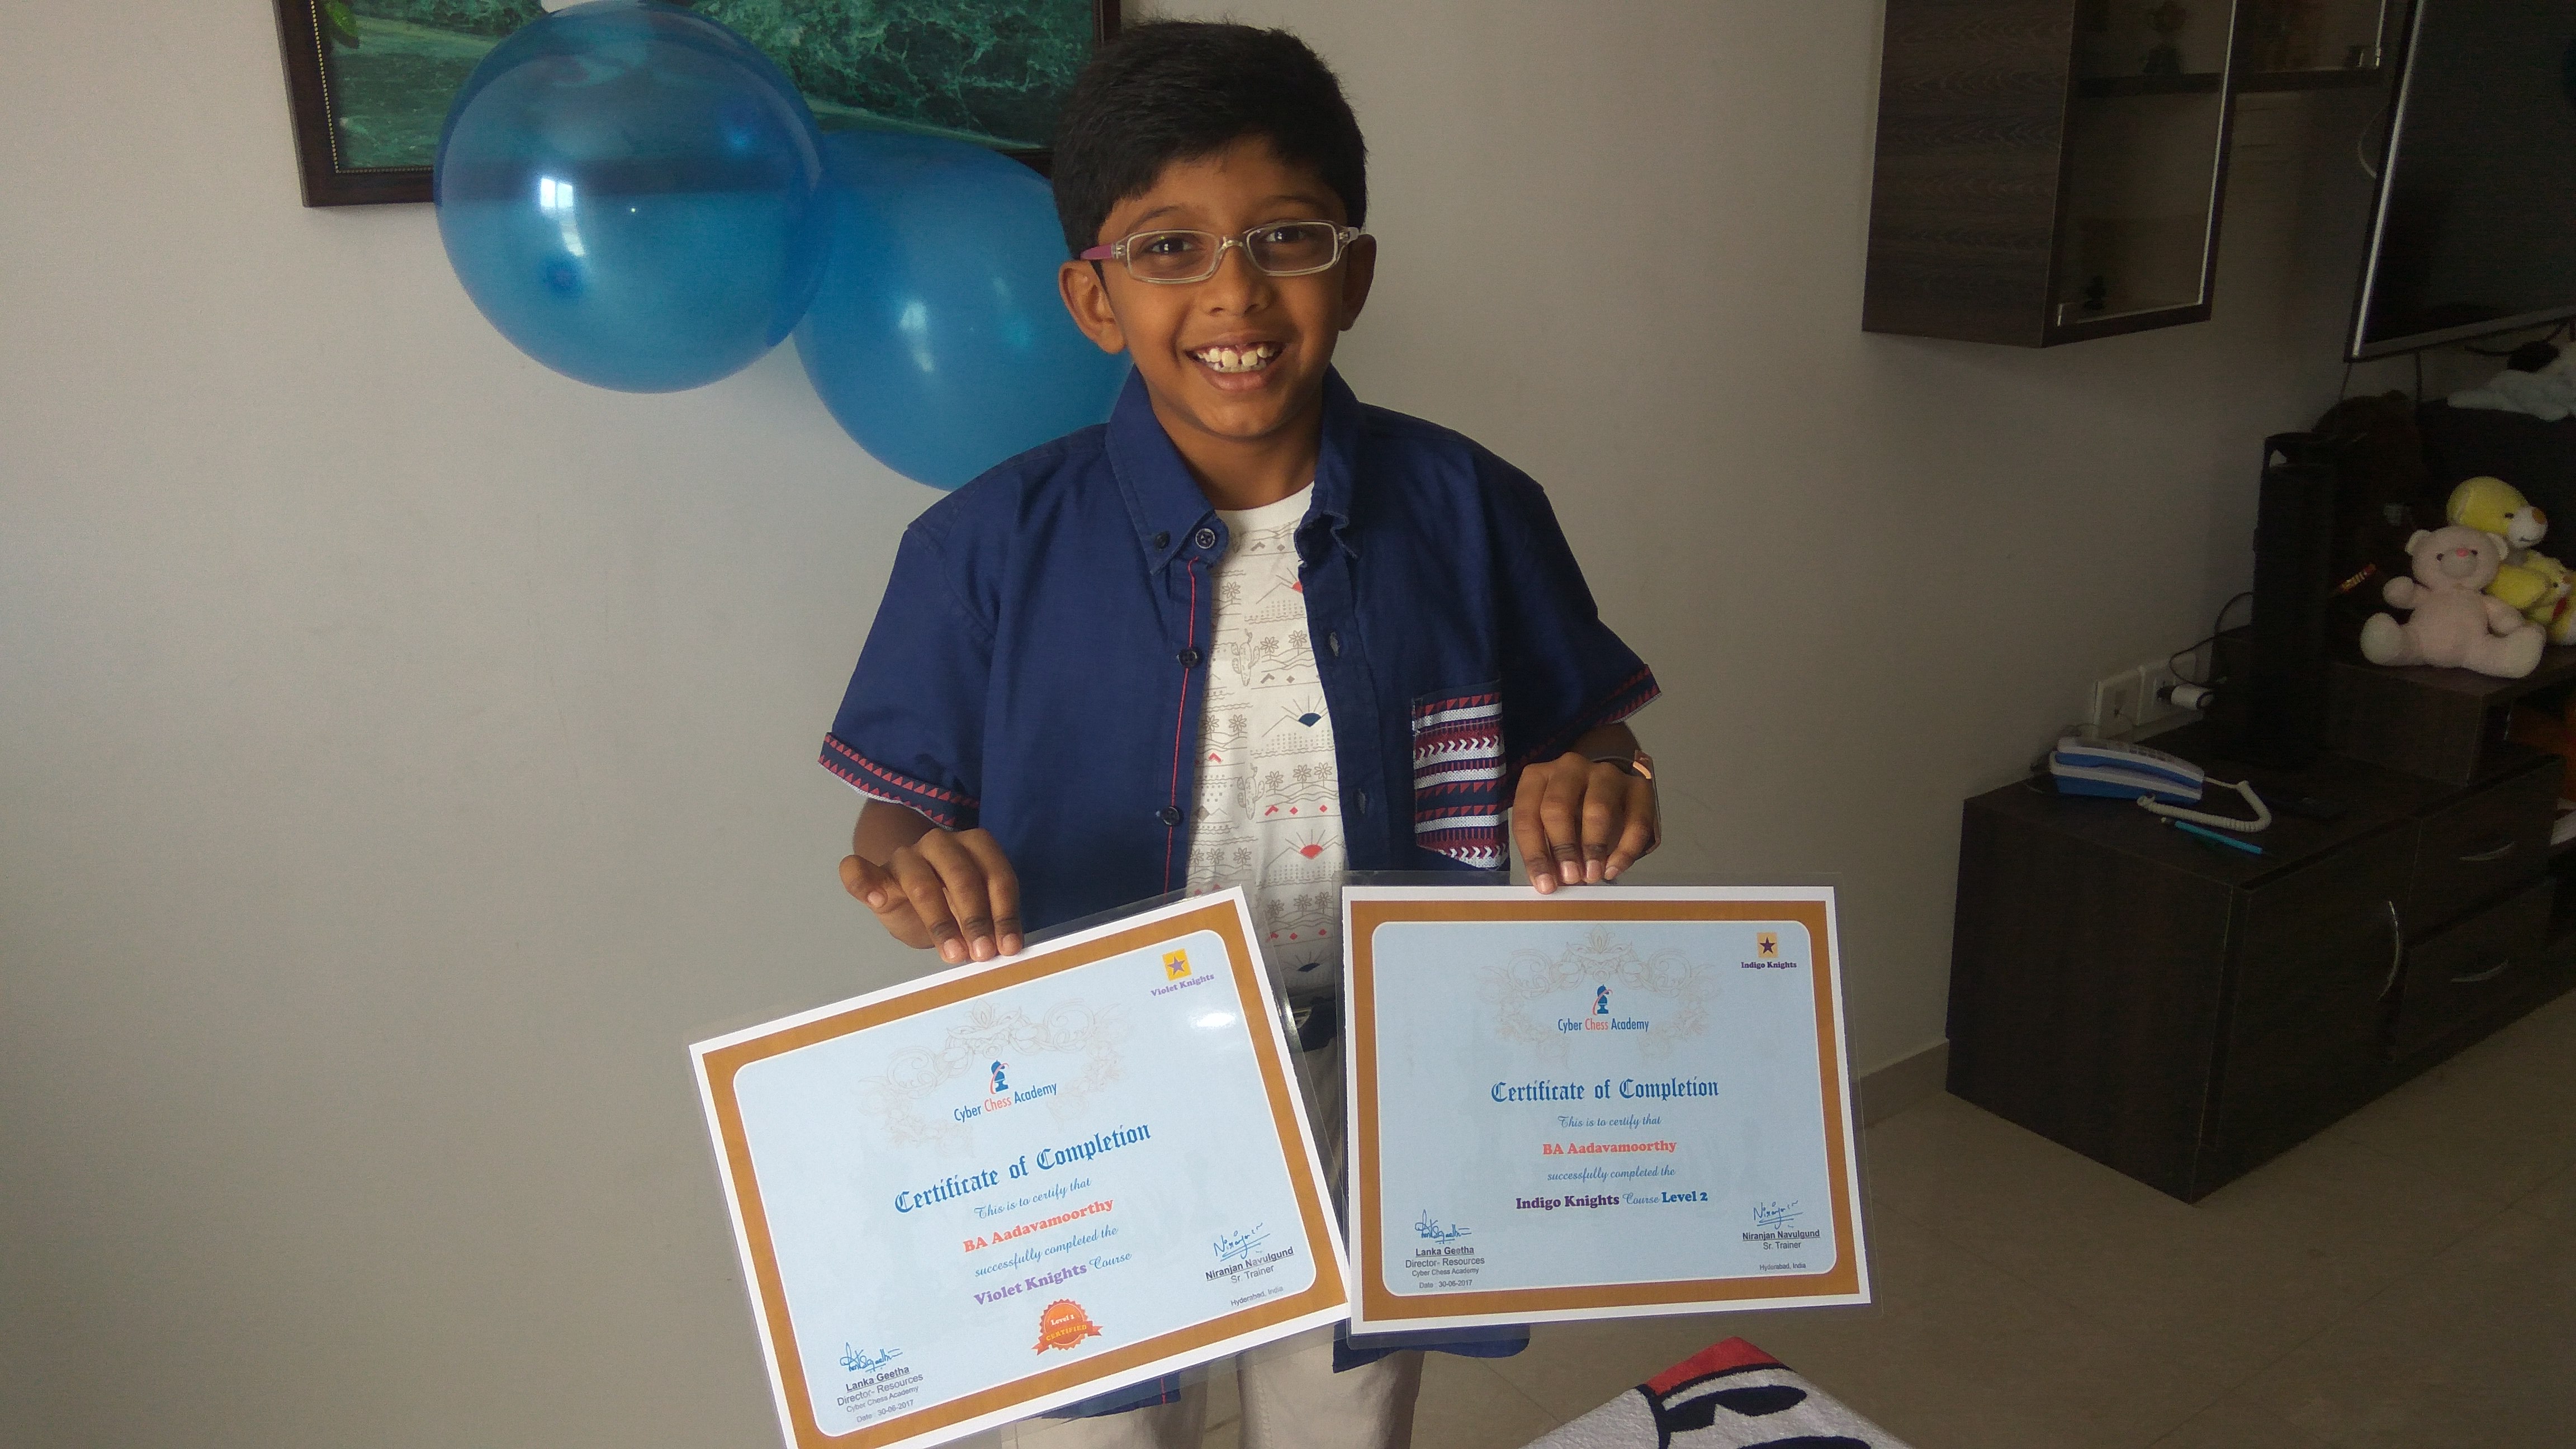 Violet Knights
Cyber Chess Academy
Certificate of Completion
This is to certify that
BA Aadavamoorthy
successfully completed the
Violet Knights Course
Level 1
CERTIFIED
Lanka Geetha
Director- Resources
Cyber Chess Academy
Date : 30-06-2017
Niranjan Navulgund
Sr. Trainer
Hyderabad, India
Indigo Knights
Cyber Chess Academy
Certificate of Completion
This is to certify that
BA Aadavamoorthy
successfully completed the
Indigo Knights Course Level 2
Lanka Geetha
Director- Resources
Cyber Chess Academy
Date : 30-06-2017
Niranjan Navulgund
Sr. Trainer
Hyderabad, India